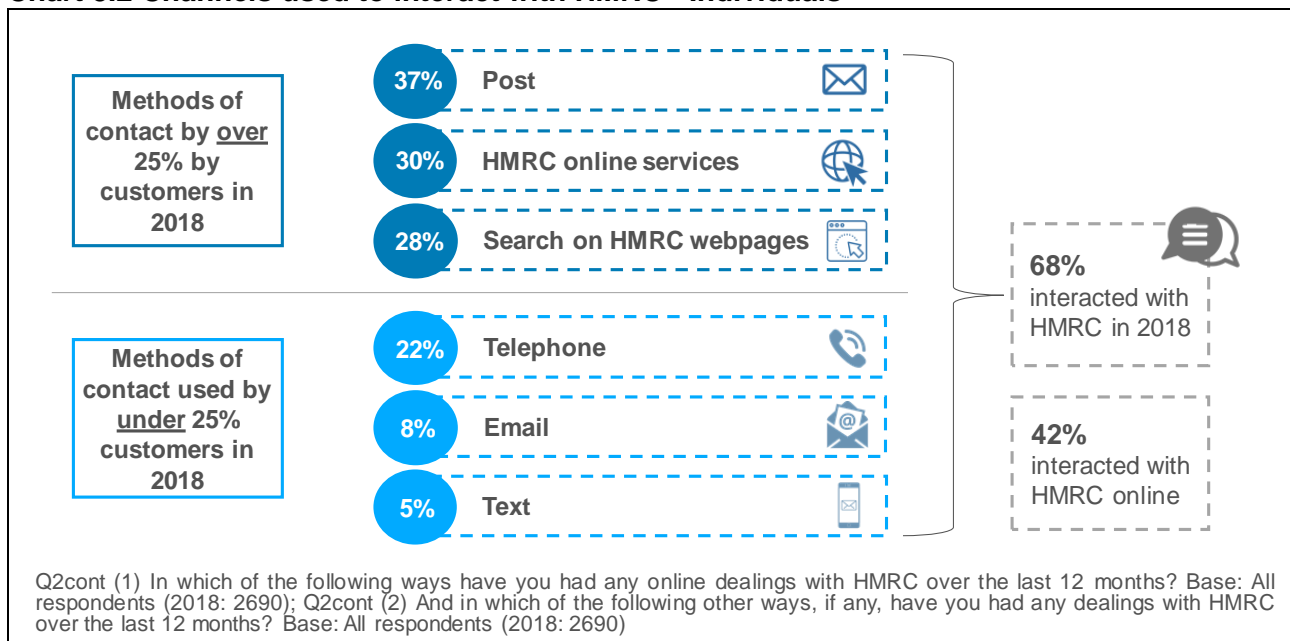 Methods of
contact by over
25% by
customers in
2018
37% Post
30% HMRC online services
28% Search on HMRC webpages
Methods of
contact used by
under 25%
customers in
2018
22% Telephone
8% Email
@
5% Text
68%
interacted with
HMRC in 2018
42%
interacted with
HMRC online
Q2cont (1) In which of the following ways have you had any online dealings with HMRC over the last 12 months? Base: All
respondents (2018: 2690); Q2cont (2) And in which of the following other ways, if any, have you had any dealings with HMRC
over the last 12 months? Base: All respondents (2018: 2690)